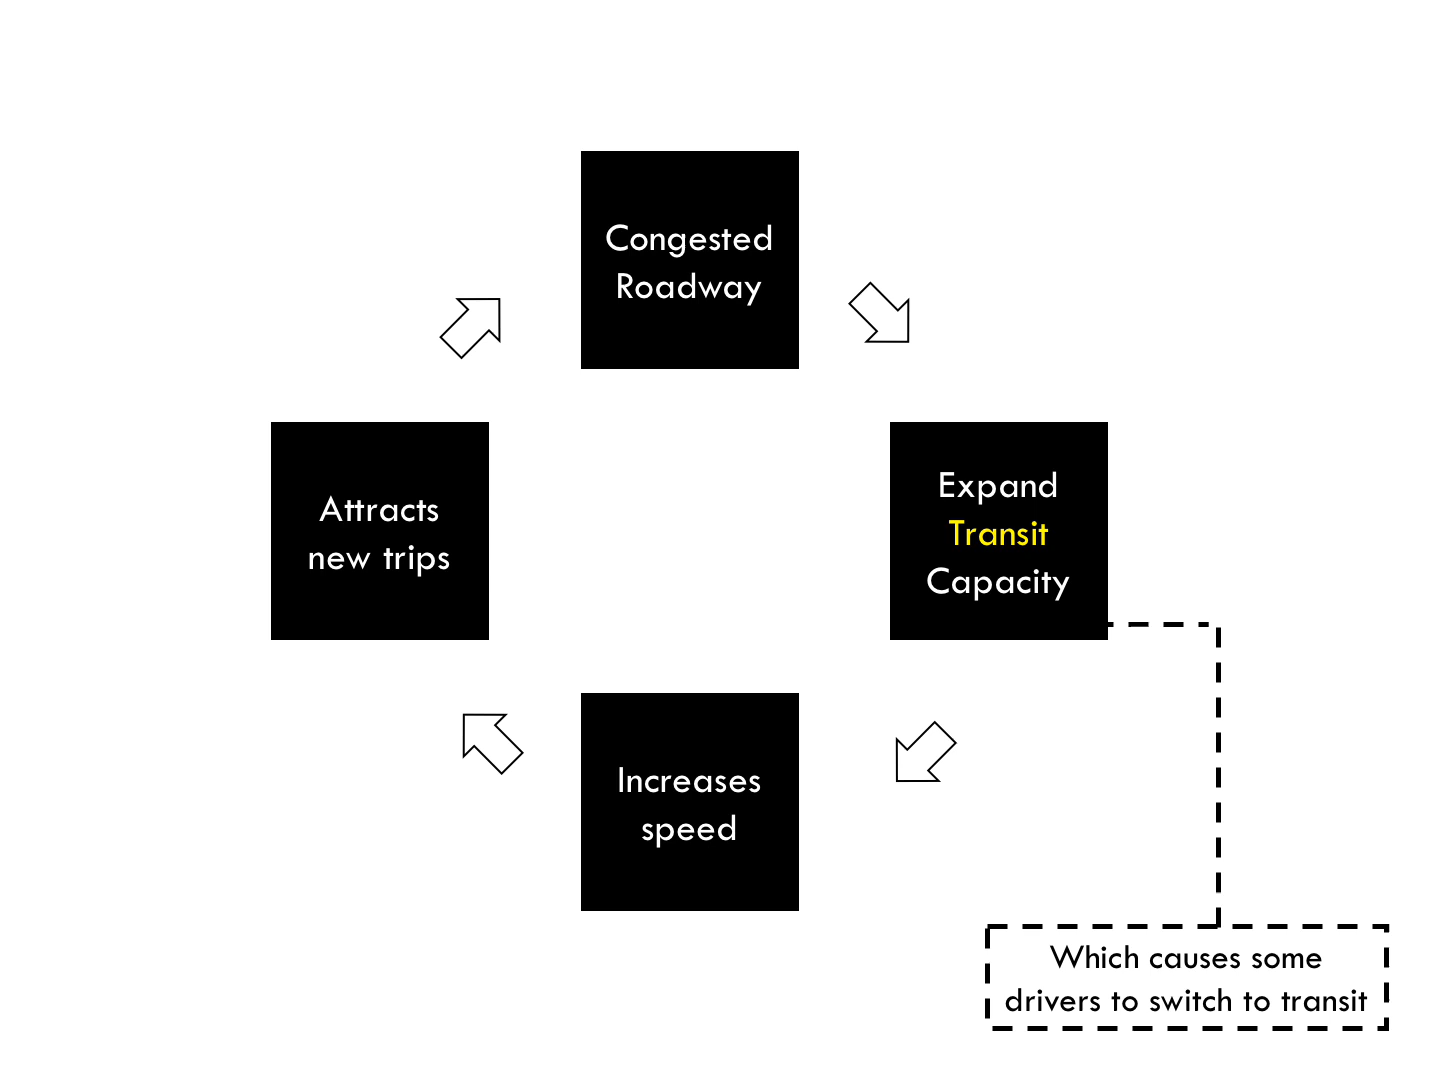 Congested
Roadway
Expand
Transit
Capacity
Which causes some
drivers to switch to transit
Increases
speed
Attracts
new trips